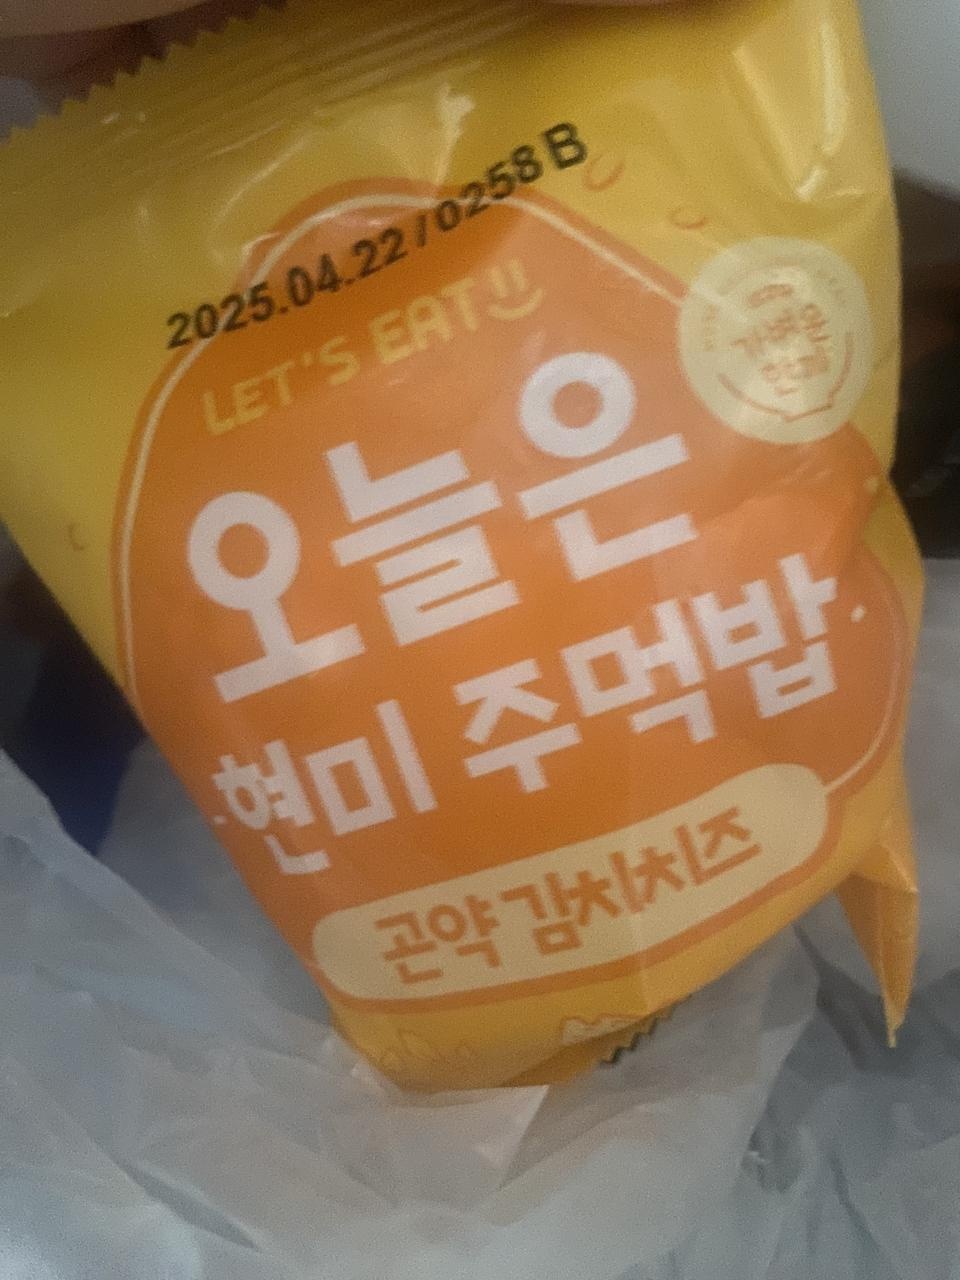 2025.04.22 / 0258 B
LET'S EAT
오늘은
현미 주먹밥
곤약 김치치즈